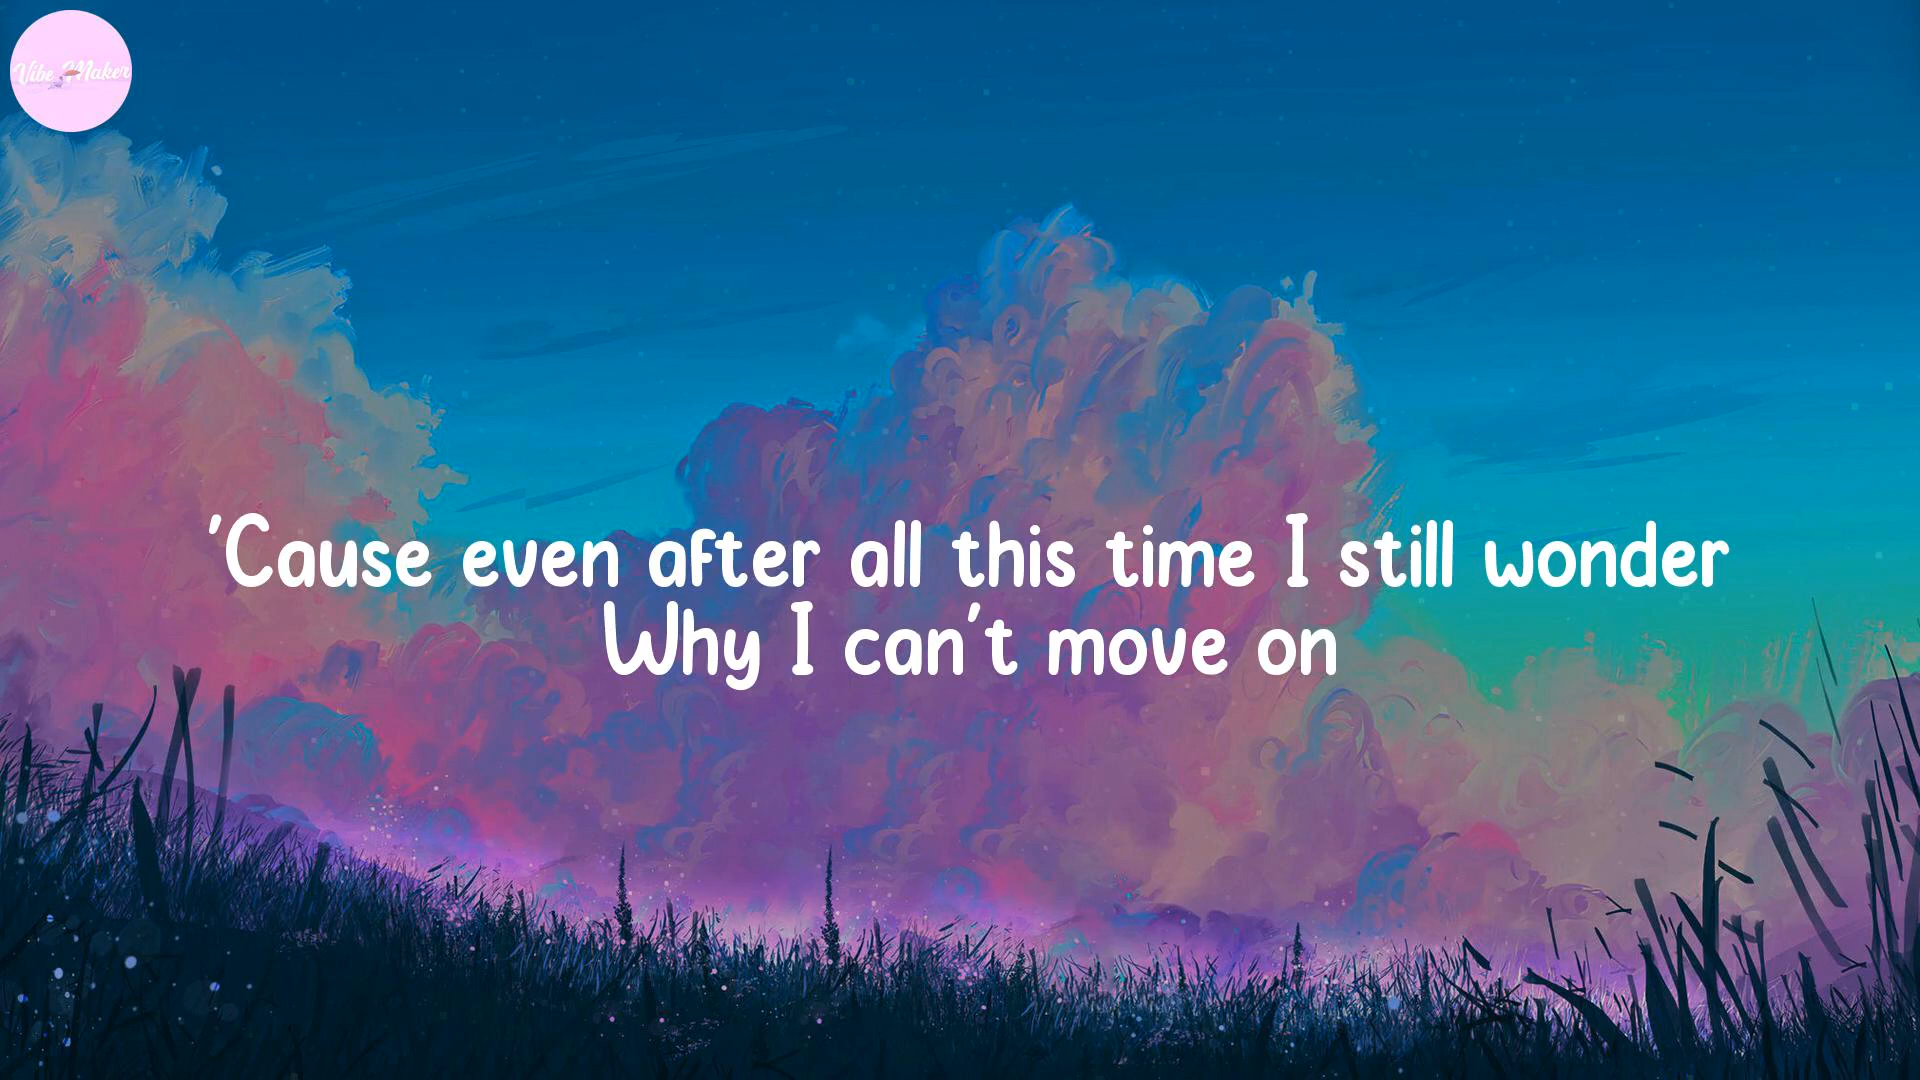 Vibe Maker
'Cause even after all this time I still wonder
Why I can't move on